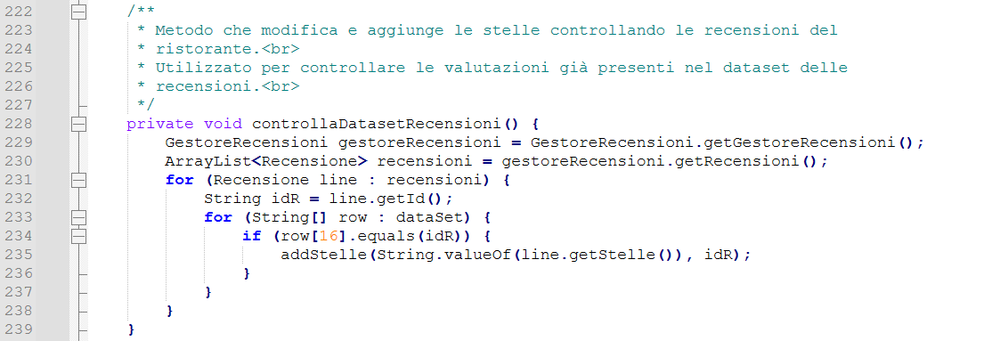 222 /**
223 * Metodo che modifica e aggiunge le stelle controllando le recensioni del
224 * ristorante.<br>
225 * Utilizzato per controllare le valutazioni già presenti nel dataset delle
226 * recensioni.<br>
227 */
228 private void controllaDatasetRecensioni() {
229 GestoreRecensioni gestoreRecensioni = GestoreRecensioni.getGestoreRecensioni();
230 ArrayList<Recensione> recensioni = gestoreRecensioni.getRecensioni();
231 for (Recensione line : recensioni) {
232 String idR = line.getId();
233 for (String[] row : dataSet) {
234 if (row[16].equals(idR)) {
235 addStelle(String.valueOf(line.getStelle()), idR);
236 }
237 }
238 }
239 }